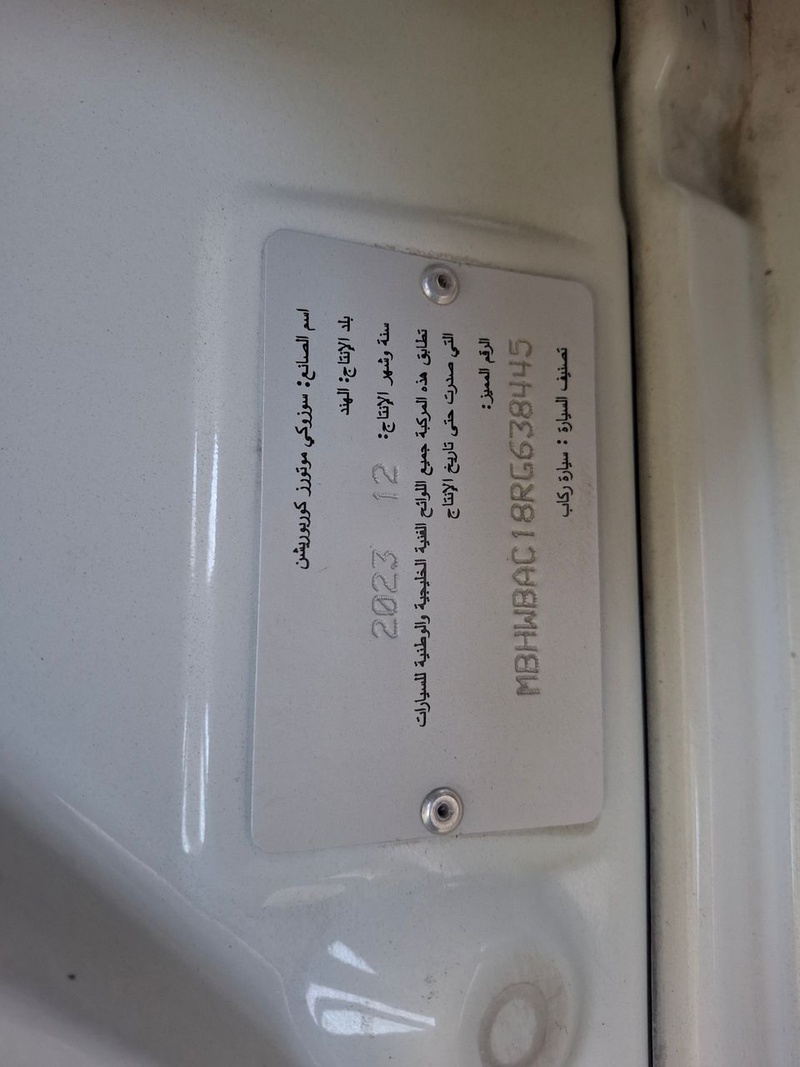 اسم الصانع: سوزوكي موتورز كوربوريشن
بلد الإنتاج: الهند
سنة وشهر الإنتاج: 2023 12
تطابق هذه المركبة جميع اللوائح الفنية الخليجية والوطنية للسيارات
التي صدرت حتى تاريخ الإنتاج
الرقم المميز:
MBHWBAC18RG638445
تصنيف السيارة : سيارة ركاب